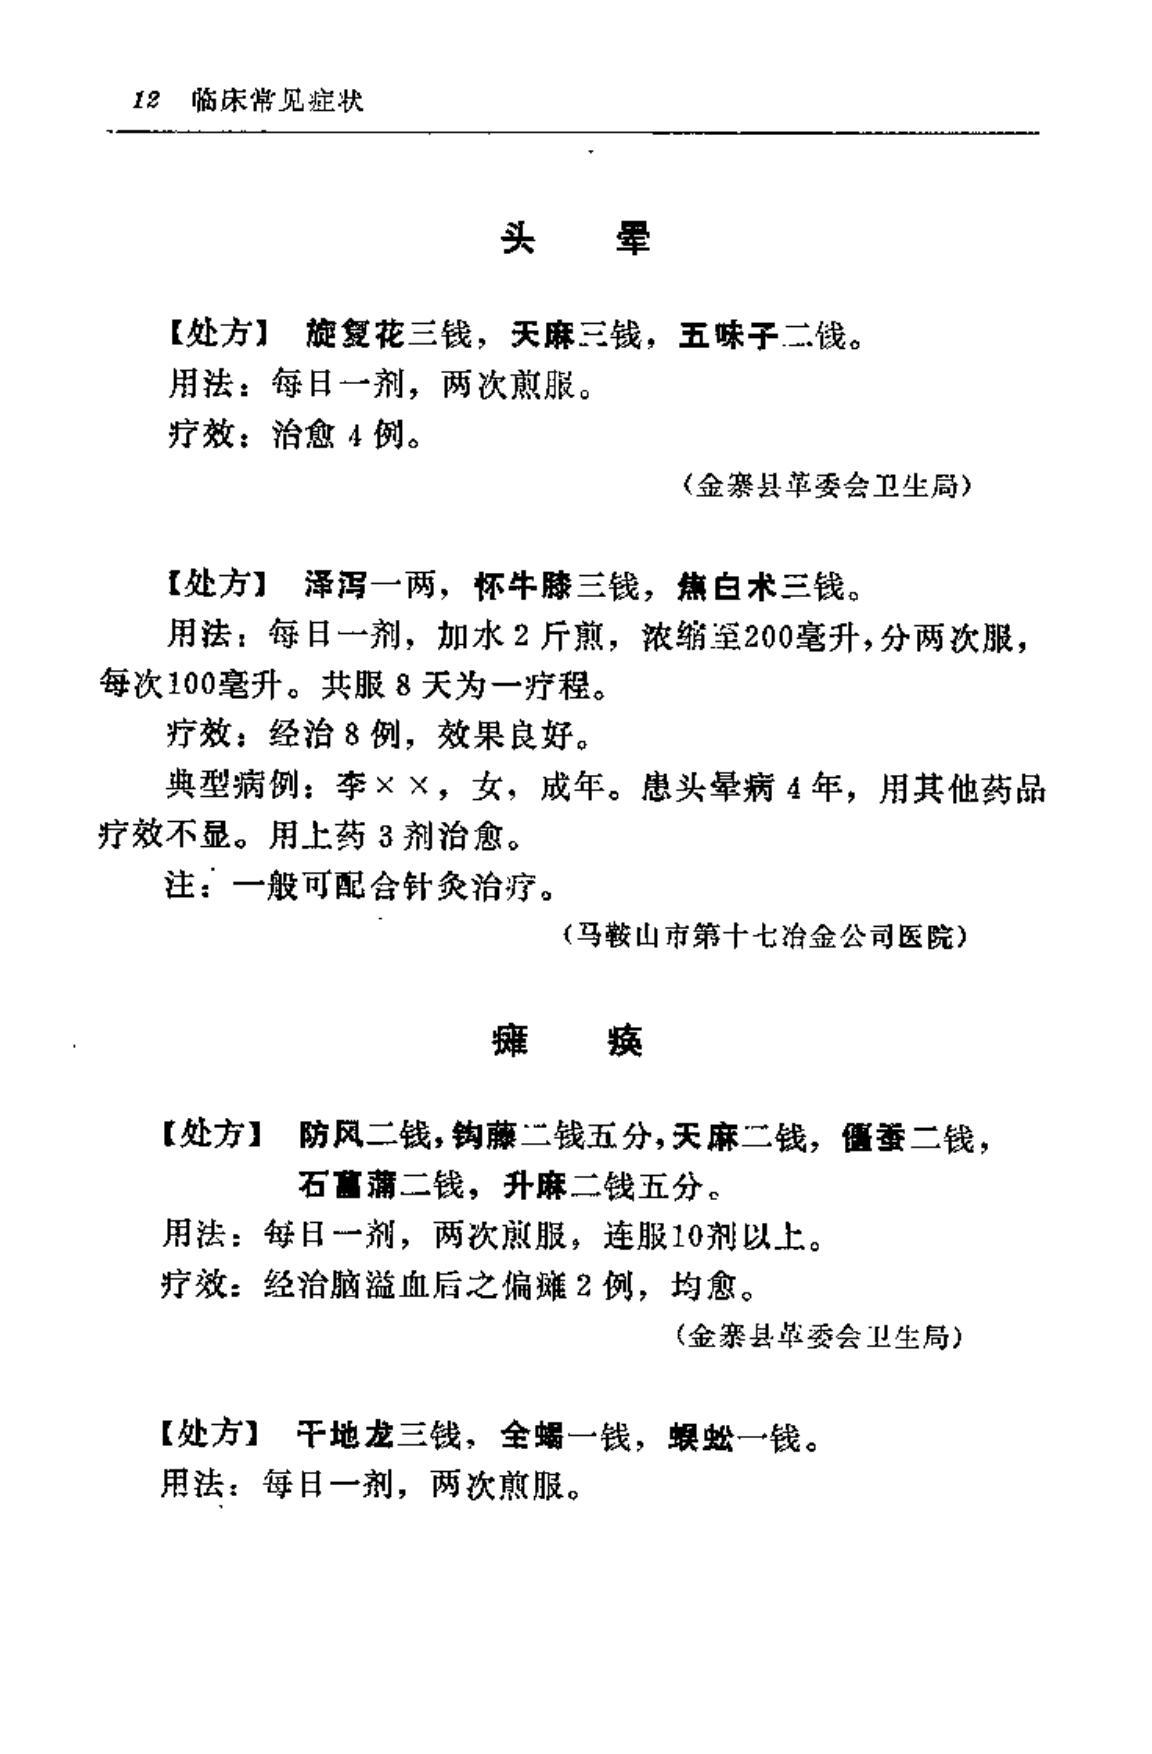 12 临床常见症状
头 晕
【处方】 旋复花三钱，天麻三钱，五味子二钱。
用法：每日一剂，两次煎服。
疗效：治愈 4 例。
（金寨县革委会卫生局）
【处方】 泽泻一两，怀牛膝三钱，焦白术三钱。
用法：每日一剂，加水 2 斤煎，浓缩至200毫升，分两次服，
每次100毫升。共服 8 天为一疗程。
疗效：经治 8 例，效果良好。
典型病例：李××，女，成年。患头晕病 4 年，用其他药品
疗效不显。用上药 3 剂治愈。
注：一般可配合针灸治疗。
（马鞍山市第十七冶金公司医院）
瘫 痪
【处方】 防风二钱，钩藤二钱五分，天麻二钱，僵蚕二钱，
石菖蒲二钱，升麻二钱五分。
用法：每日一剂，两次煎服，连服10剂以上。
疗效：经治脑溢血后之偏瘫 2 例，均愈。
（金寨县革委会卫生局）
【处方】 干地龙三钱，全蝎一钱，蜈蚣一钱。
用法：每日一剂，两次煎服。